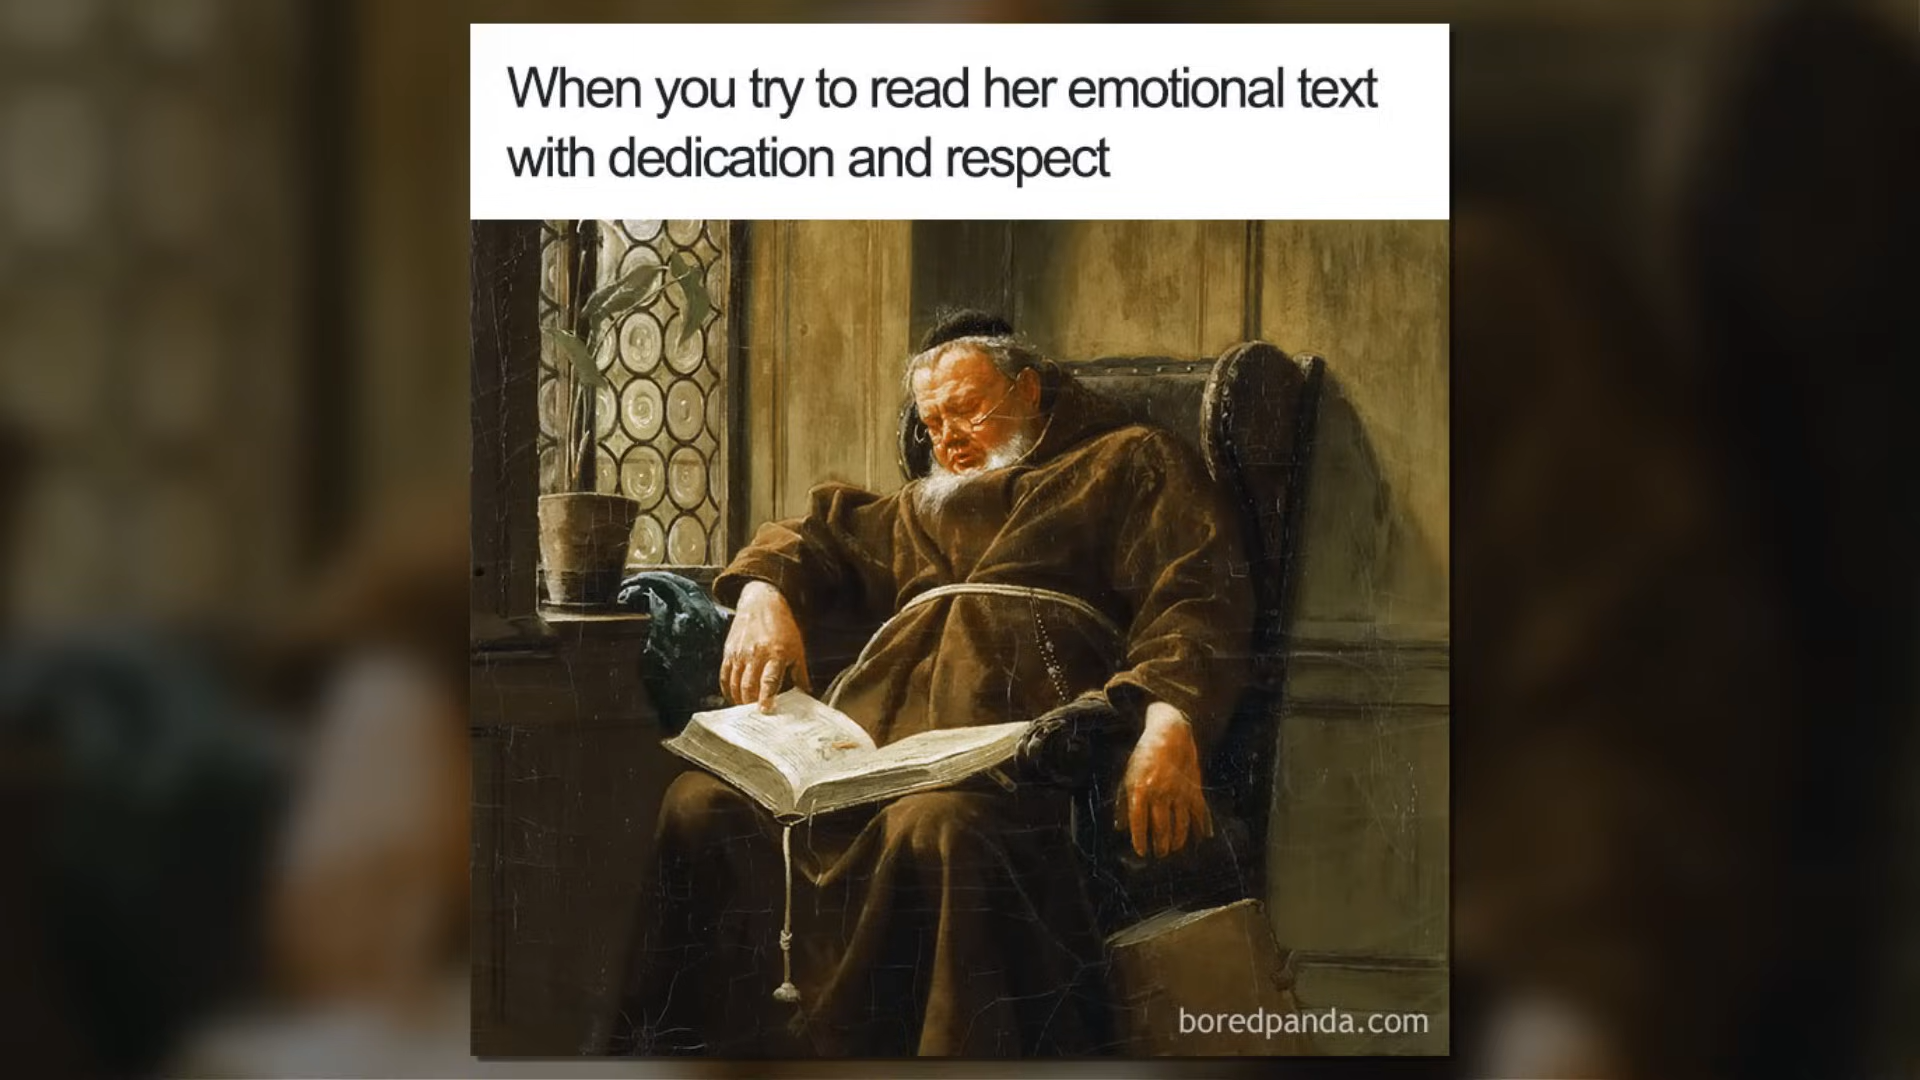 When you try to read her emotional text
with dedication and respect
boredpanda.com